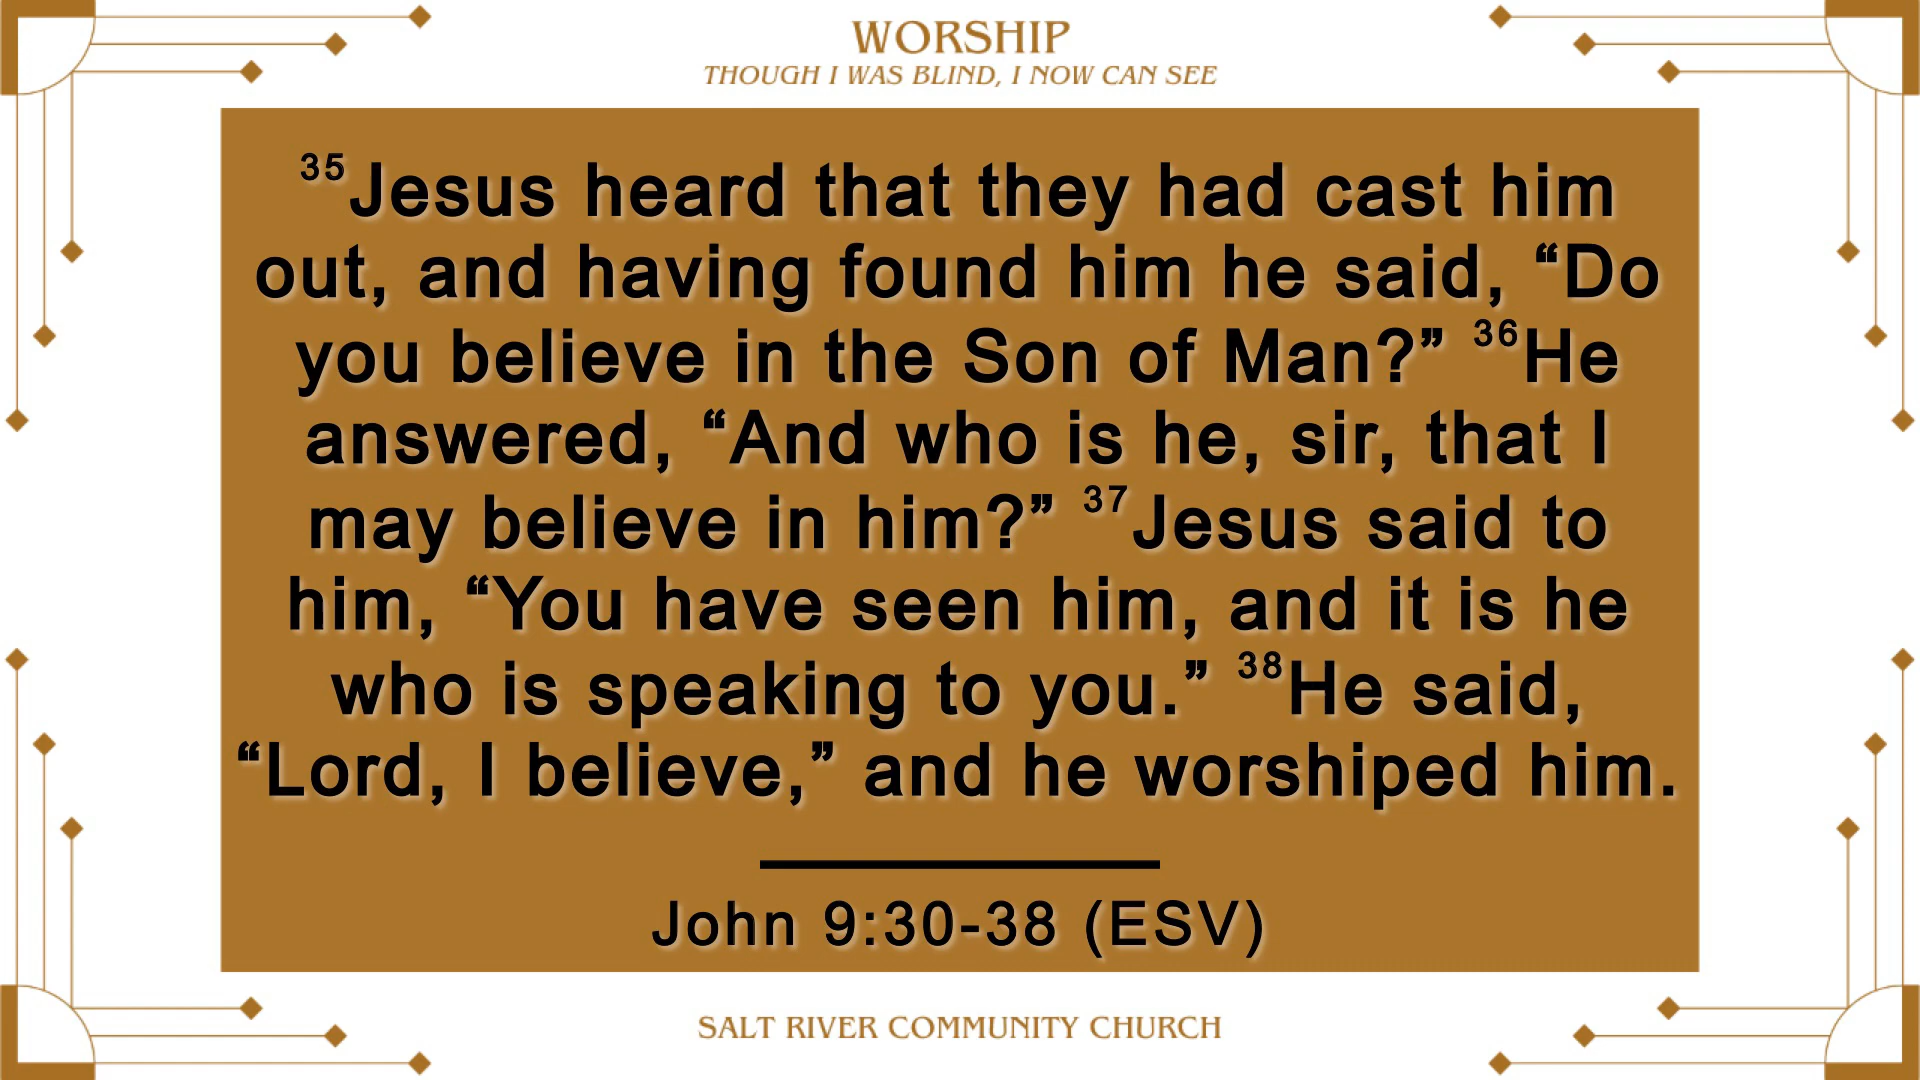 WORSHIP
THOUGH I WAS BLIND, I NOW CAN SEE
35Jesus heard that they had cast him
out, and having found him he said, “Do
you believe in the Son of Man?” 36He
answered, “And who is he, sir, that I
may believe in him?” 37Jesus said to
him, “You have seen him, and it is he
who is speaking to you.” 38He said,
“Lord, I believe,” and he worshiped him.
John 9:30-38 (ESV)
SALT RIVER COMMUNITY CHURCH